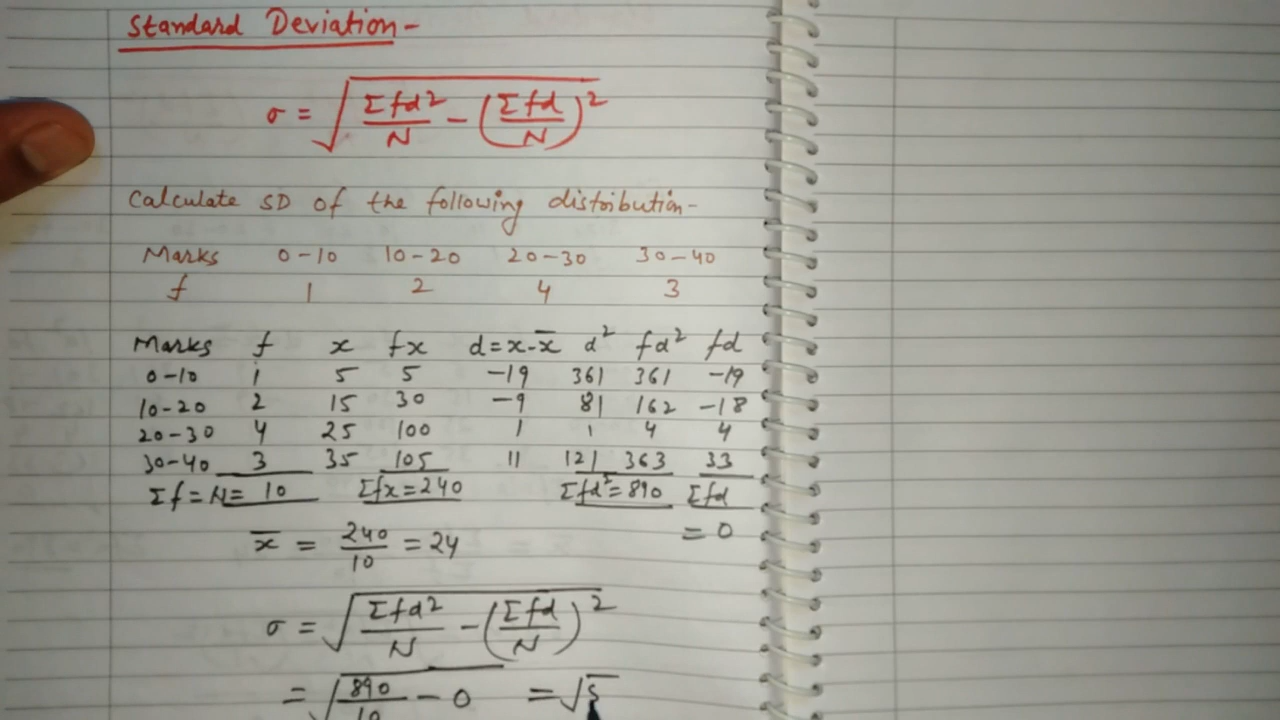 Standard Deviation-
σ = √(Σfd²/N - (Σfd/N)²)
Calculate SD of the following distribution-
Marks 0-10 10-20 20-30 30-40
f 1 2 4 3
Marks f x fx d=x-x̄ d² fd² fd
0-10 1 5 5 -19 361 361 -19
10-20 2 15 30 -9 81 162 -18
20-30 4 25 100 1 1 4 4
30-40 3 35 105 11 121 363 33
Σf=N= 10 Σfx=240 Σfd²=890 Σfd
= 0
x̄ = 240/10 = 24
σ = √(Σfd²/N - (Σfd/N)²)
= √(890/10 - 0) = √